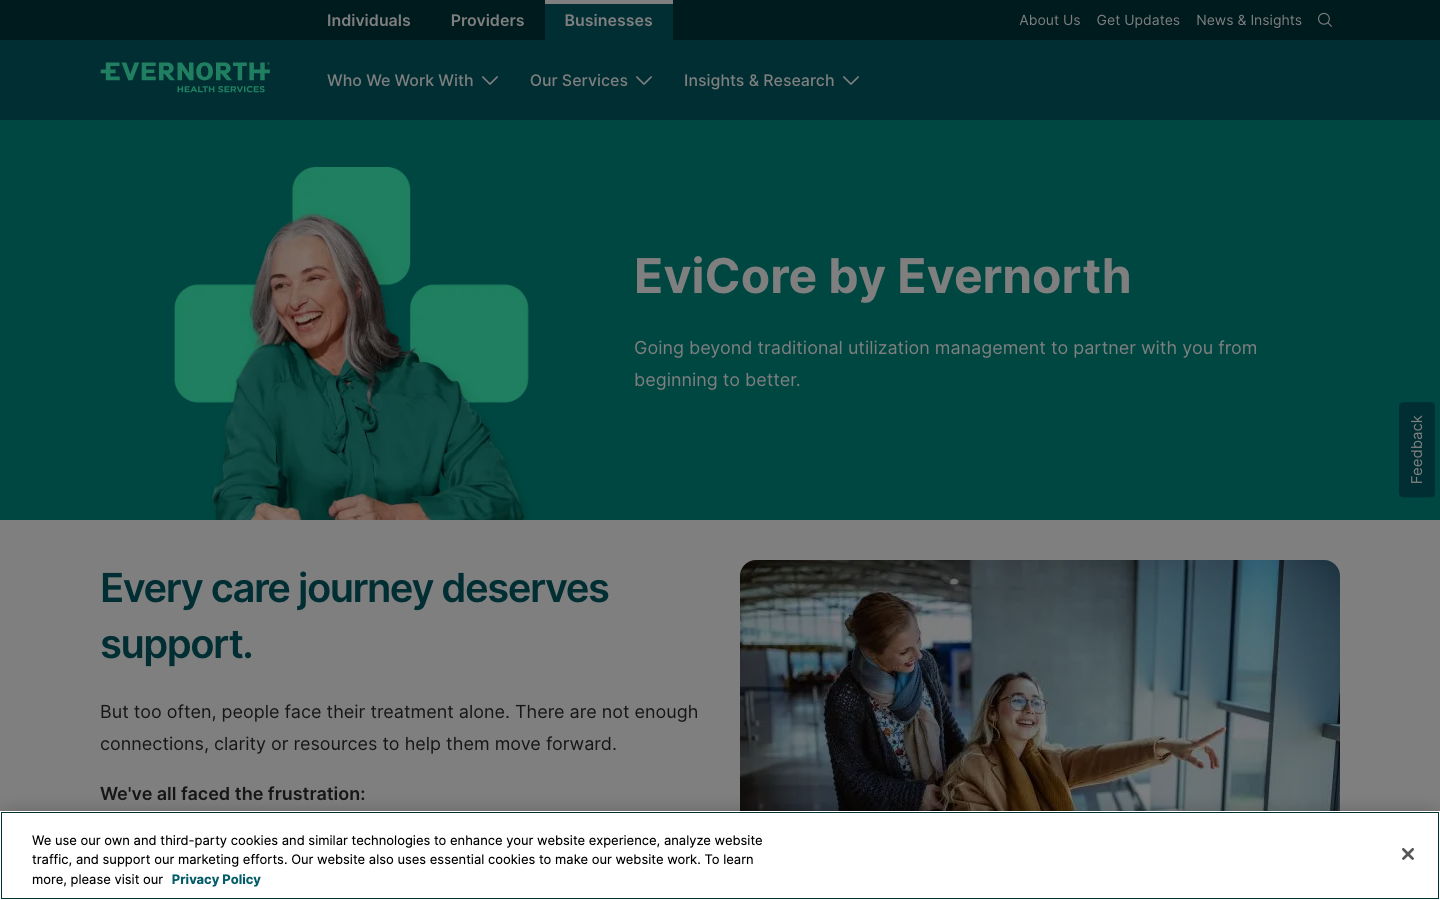 Individuals
Providers
Businesses
About Us
Get Updates
News & Insights
EVERNORTH
HEALTH SERVICES
Who We Work With
Our Services
Insights & Research
EviCore by Evernorth
Going beyond traditional utilization management to partner with you from
beginning to better.
Feedback
Every care journey deserves
support.
But too often, people face their treatment alone. There are not enough
connections, clarity or resources to help them move forward.
We've all faced the frustration:
We use our own and third-party cookies and similar technologies to enhance your website experience, analyze website
traffic, and support our marketing efforts. Our website also uses essential cookies to make our website work. To learn
more, please visit our Privacy Policy